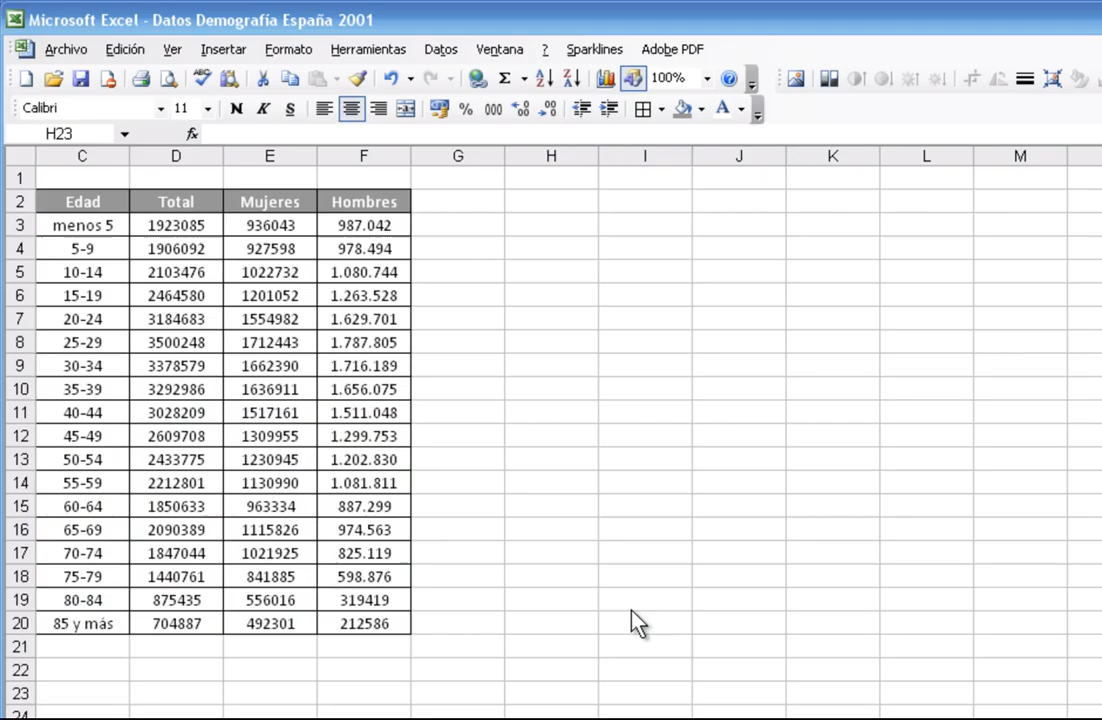 Microsoft Excel - Datos Demografía España 2001
Archivo Edición Ver Insertar Formato Herramientas Datos Ventana ? Sparklines Adobe PDF
100%
Calibri 11 N K S % 000
H23 fx
C D E F G H I J K L M
1
2 Edad Total Mujeres Hombres
3 menos 5 1923085 936043 987.042
4 5-9 1906092 927598 978.494
5 10-14 2103476 1022732 1.080.744
6 15-19 2464580 1201052 1.263.528
7 20-24 3184683 1554982 1.629.701
8 25-29 3500248 1712443 1.787.805
9 30-34 3378579 1662390 1.716.189
10 35-39 3292986 1636911 1.656.075
11 40-44 3028209 1517161 1.511.048
12 45-49 2609708 1309955 1.299.753
13 50-54 2433775 1230945 1.202.830
14 55-59 2212801 1130990 1.081.811
15 60-64 1850633 963334 887.299
16 65-69 2090389 1115826 974.563
17 70-74 1847044 1021925 825.119
18 75-79 1440761 841885 598.876
19 80-84 875435 556016 319419
20 85 y más 704887 492301 212586
21
22
23
24